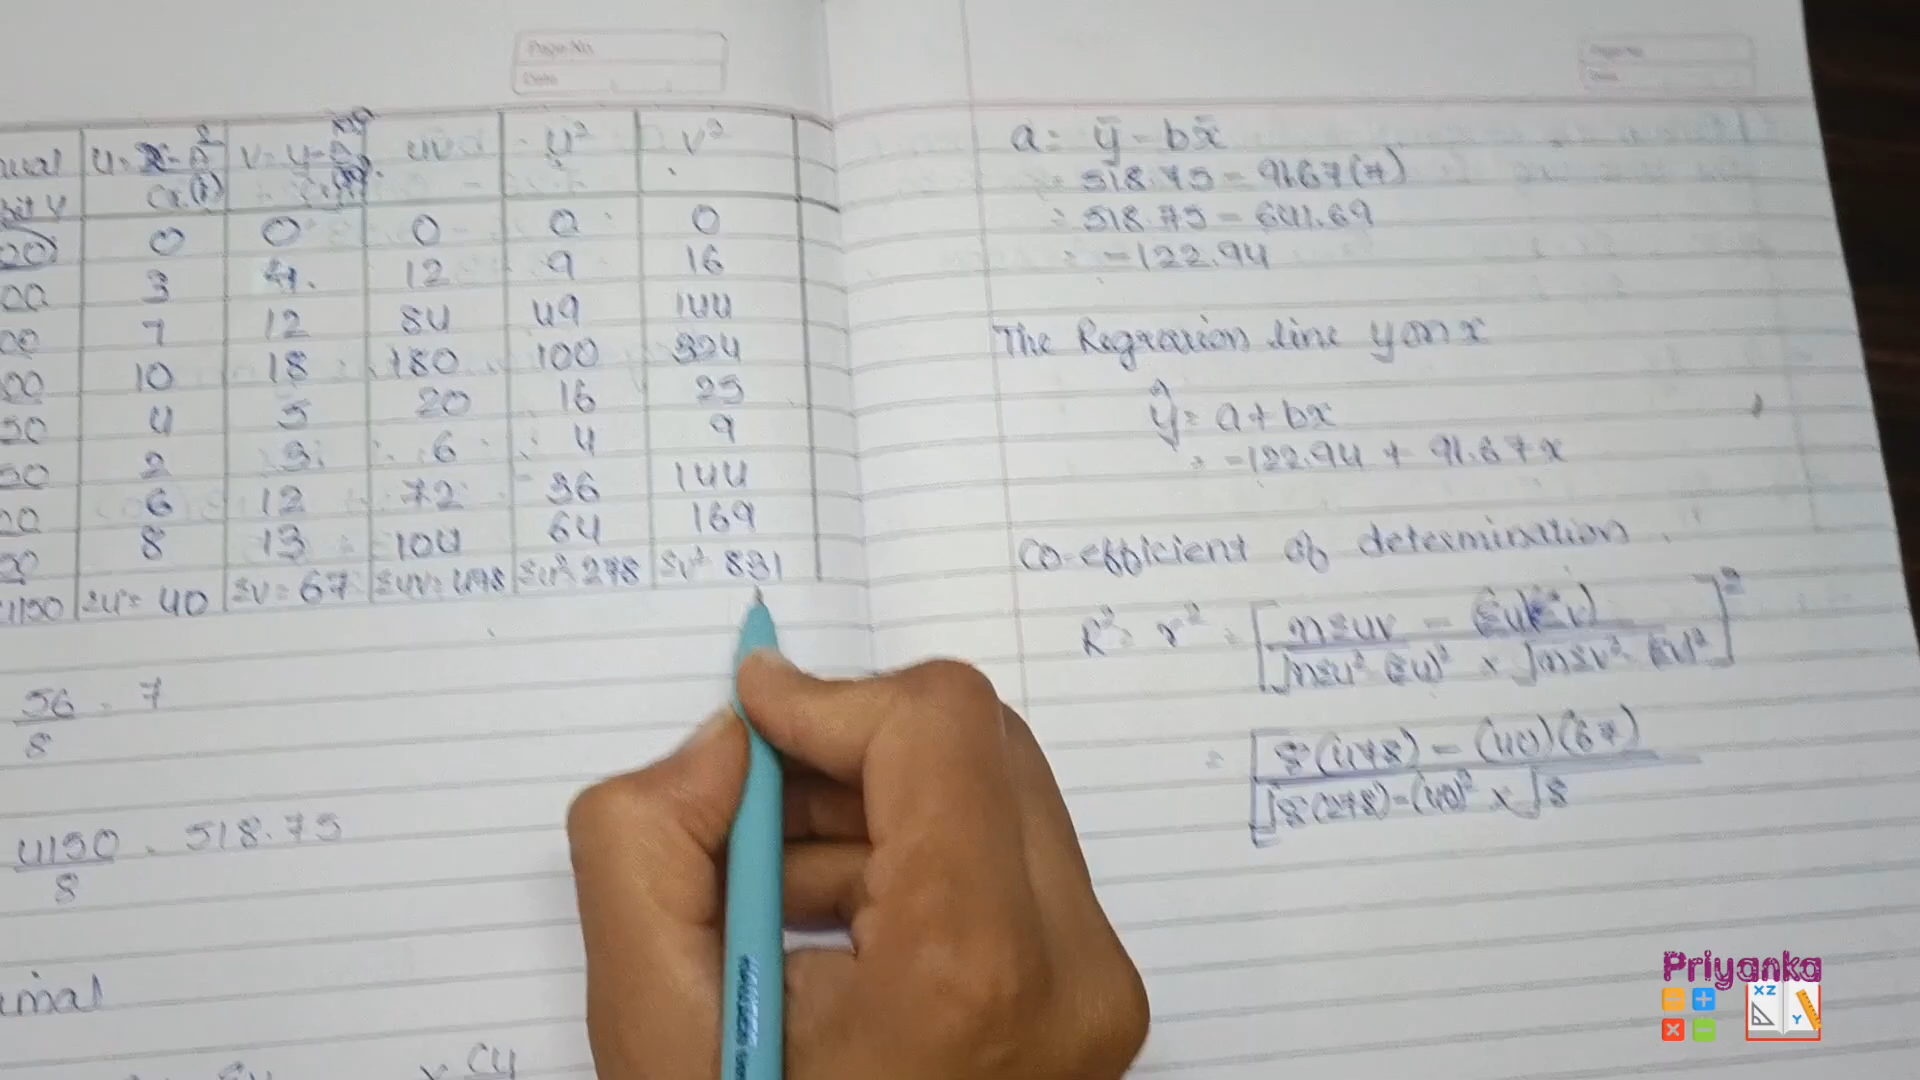 Page No.
Date
u = x-A v = y-A uv u² v²
0 0 0 0 0
3 4 12 9 16
7 12 84 49 144
10 18 180 100 324
4 5 20 16 25
2 3 6 4 9
6 12 72 36 144
8 13 104 64 169
4150 Σu = 40 Σv = 67 Σuv = 478 Σu² 278 Σv² 831
56 = 7
8
4150 = 518.75
8
a = ȳ - bx̄
= 518.75 - 91.67(7)
= 518.75 - 641.69
= -122.94
The Regression line y on x
ŷ = a + bx
= -122.94 + 91.67x
Co-efficient of determination
R² = r² = [nΣuv - (Σu)(Σv) / √nΣu² - (Σu)² × √nΣv² - (Σv)²]²
= [8(478) - (40)(67) / √8(278) - (40)² × √8
Priyanka
XZ
Y